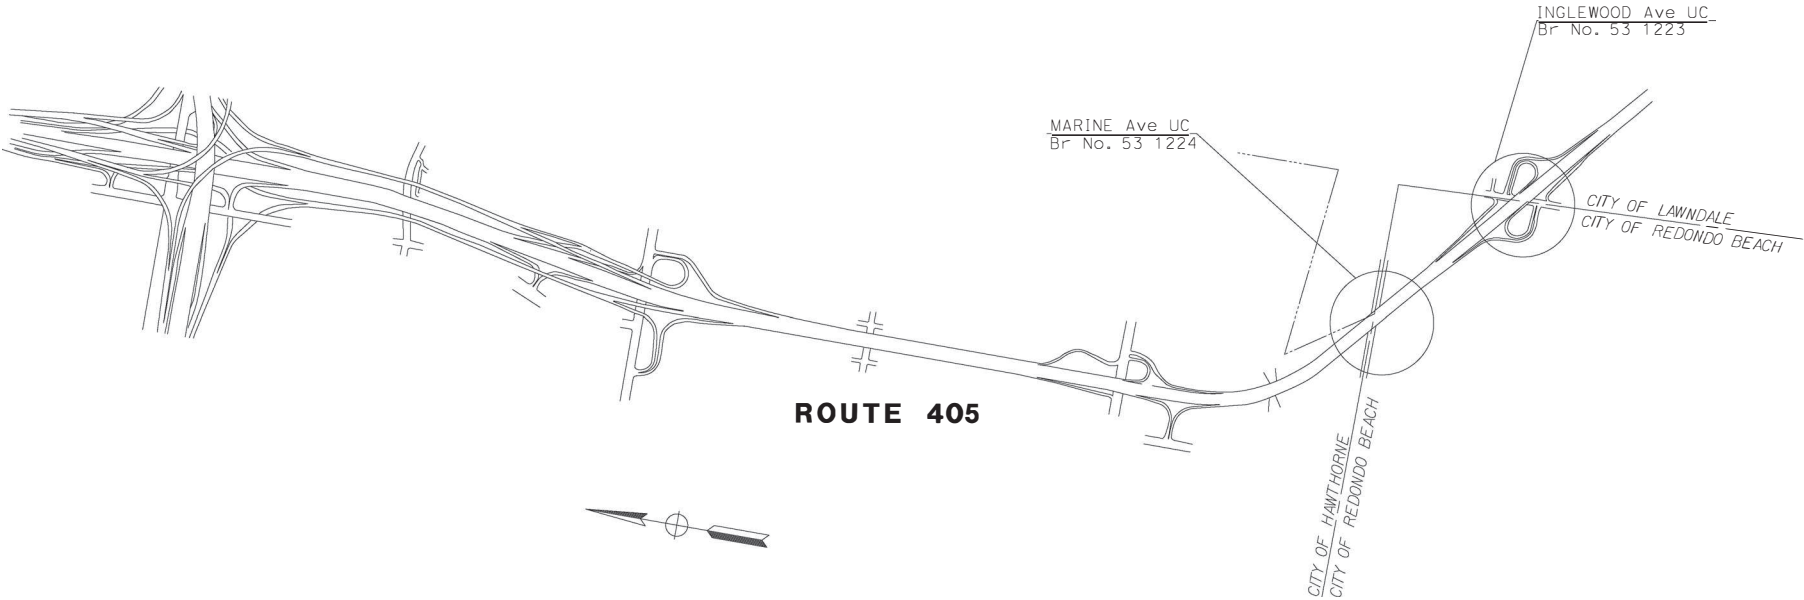 INGLEWOOD Ave UC
Br No. 53 1223
MARINE Ave UC
Br No. 53 1224
CITY OF LAWNDALE
CITY OF REDONDO BEACH
ROUTE 405
CITY OF HAWTHORNE
CITY OF REDONDO BEACH